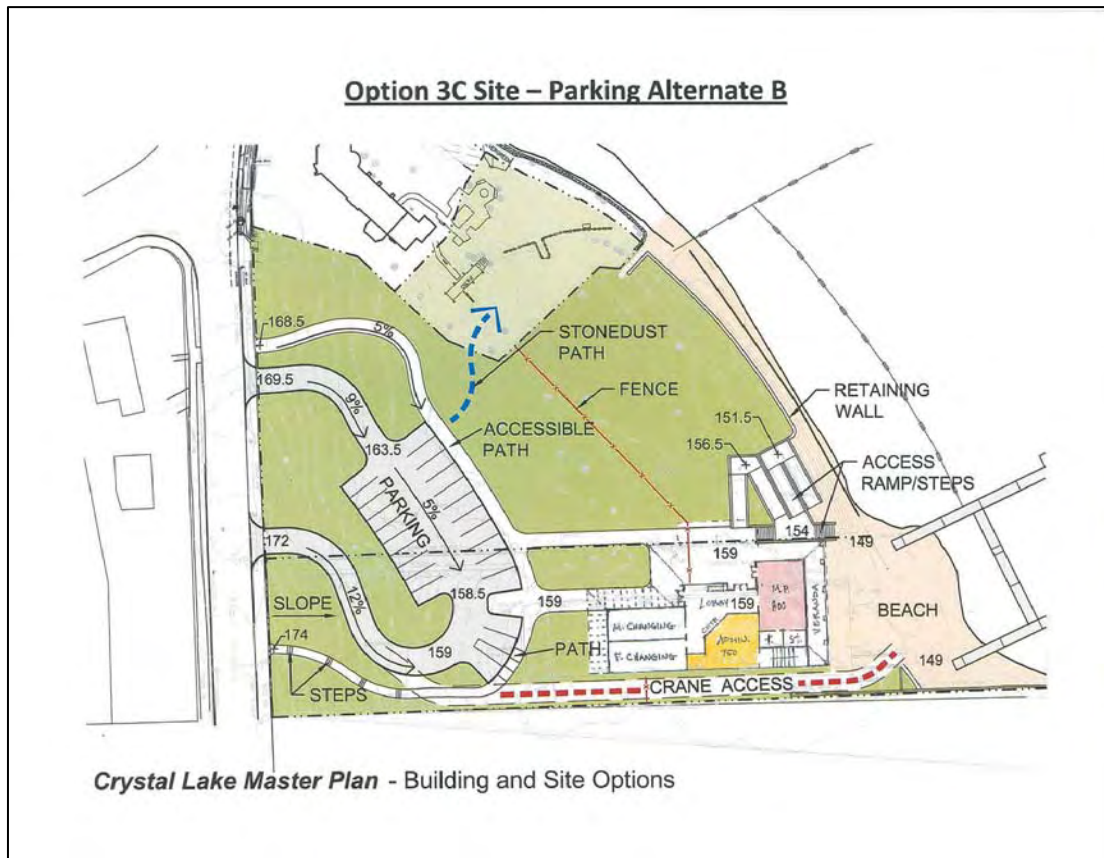 Option 3C Site – Parking Alternate B
168.5
5%
STONEDUST
PATH
169.5
FENCE
9%
RETAINING
WALL
151.5
163.5
ACCESSIBLE
PATH
156.5
ACCESS
RAMP/STEPS
5%
PARKING
154
172
159
149
158.5
159
LOBBY
159
M.P.
800
VERANDA
SLOPE
12%
M. CHANGING
BEACH
174
ADMIN.
750
159
PATH
F. CHANGING
149
STEPS
CRANE ACCESS
Crystal Lake Master Plan - Building and Site Options